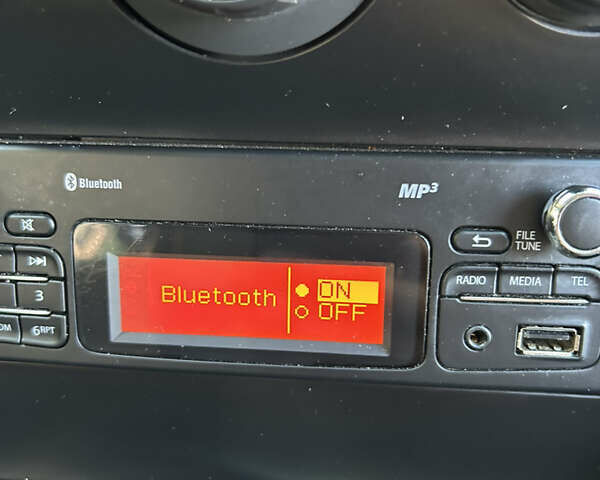 Bluetooth
MP3
FILE
TUNE
RADIO
MEDIA
TEL
3
6RPT
Bluetooth
ON
OFF